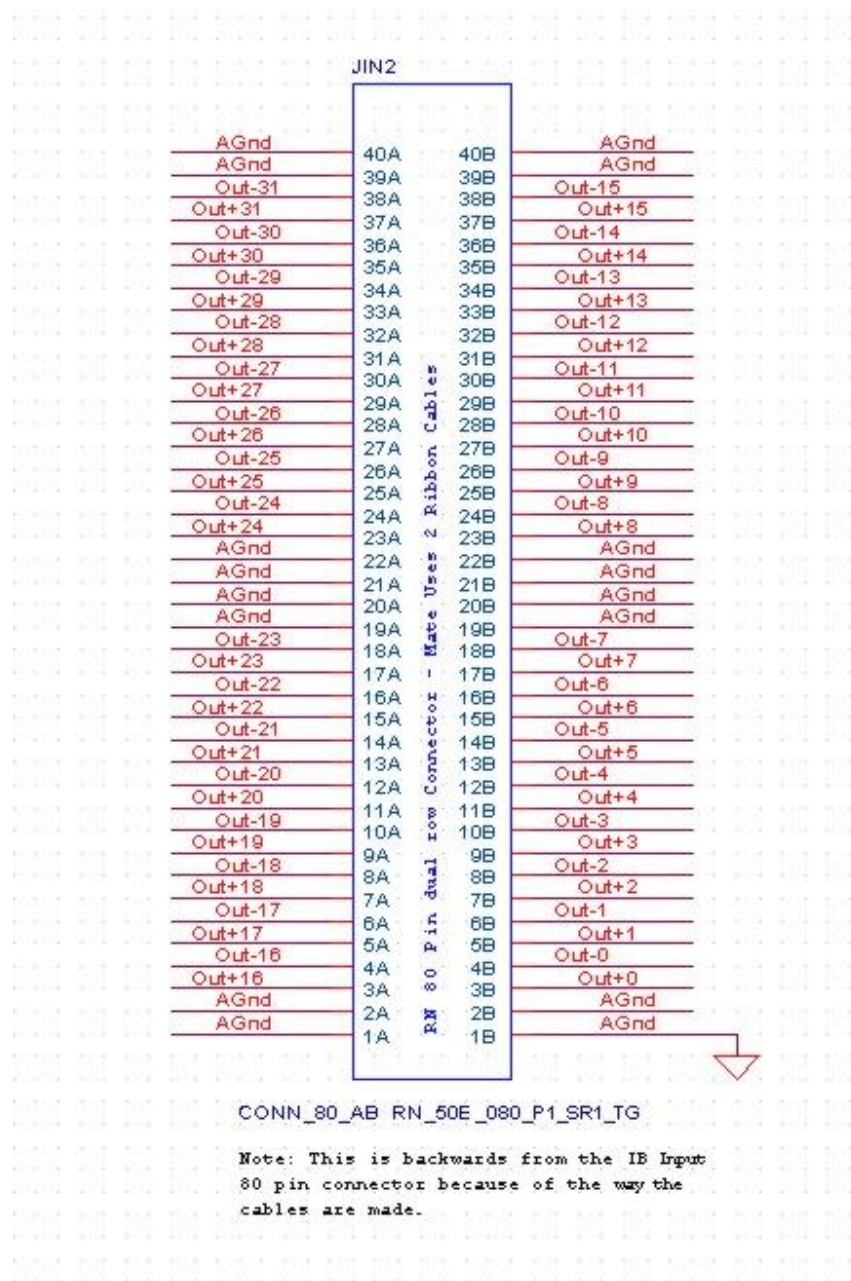 JIN2
AGnd 40A 40B AGnd
AGnd 39A 39B AGnd
Out-31 38A 38B Out-15
Out+31 37A 37B Out+15
Out-30 36A 36B Out-14
Out+30 35A 35B Out+14
Out-29 34A 34B Out-13
Out+29 33A 33B Out+13
Out-28 32A 32B Out-12
Out+28 31A 31B Out+12
Out-27 30A 30B Out-11
Out+27 29A 29B Out+11
Out-26 28A 28B Out-10
Out+26 27A 27B Out+10
Out-25 26A 26B Out-9
Out+25 25A 25B Out+9
Out-24 24A 24B Out-8
Out+24 23A 23B Out+8
AGnd 22A 22B AGnd
AGnd 21A 21B AGnd
AGnd 20A 20B AGnd
AGnd 19A 19B AGnd
Out-23 18A 18B Out-7
Out+23 17A 17B Out+7
Out-22 16A 16B Out-6
Out+22 15A 15B Out+6
Out-21 14A 14B Out-5
Out+21 13A 13B Out+5
Out-20 12A 12B Out-4
Out+20 11A 11B Out+4
Out-19 10A 10B Out-3
Out+19 9A 9B Out+3
Out-18 8A 8B Out-2
Out+18 7A 7B Out+2
Out-17 6A 6B Out-1
Out+17 5A 5B Out+1
Out-16 4A 4B Out-0
Out+16 3A 3B Out+0
AGnd 2A 2B AGnd
AGnd 1A 1B AGnd
RN 80 Pin dual row Connector - Mate Uses 2 Ribbon Cables
CONN_80_AB RN_50E_080_P1_SR1_TG
Note: This is backwards from the IB Input
80 pin connector because of the way the
cables are made.